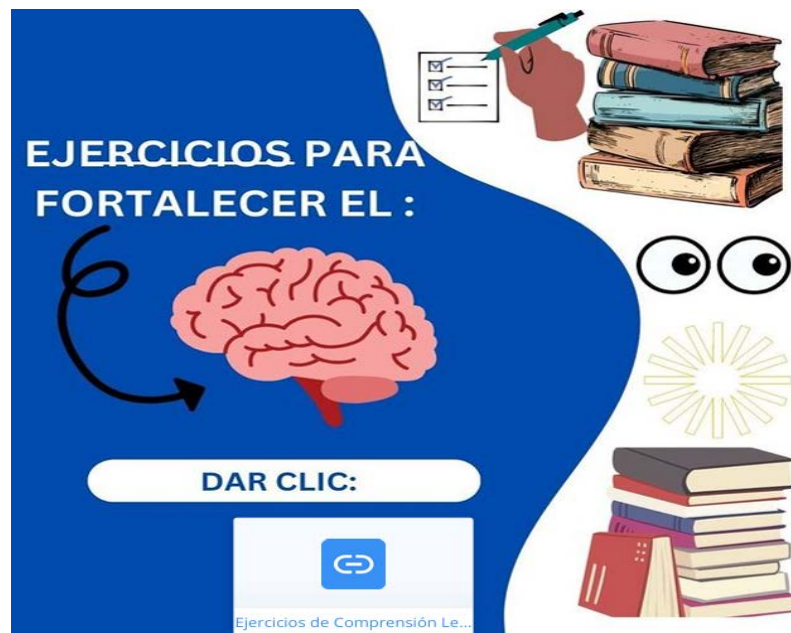 EJERCICIOS PARA
FORTALECER EL :
DAR CLIC:
Ejercicios de Comprensión Le...